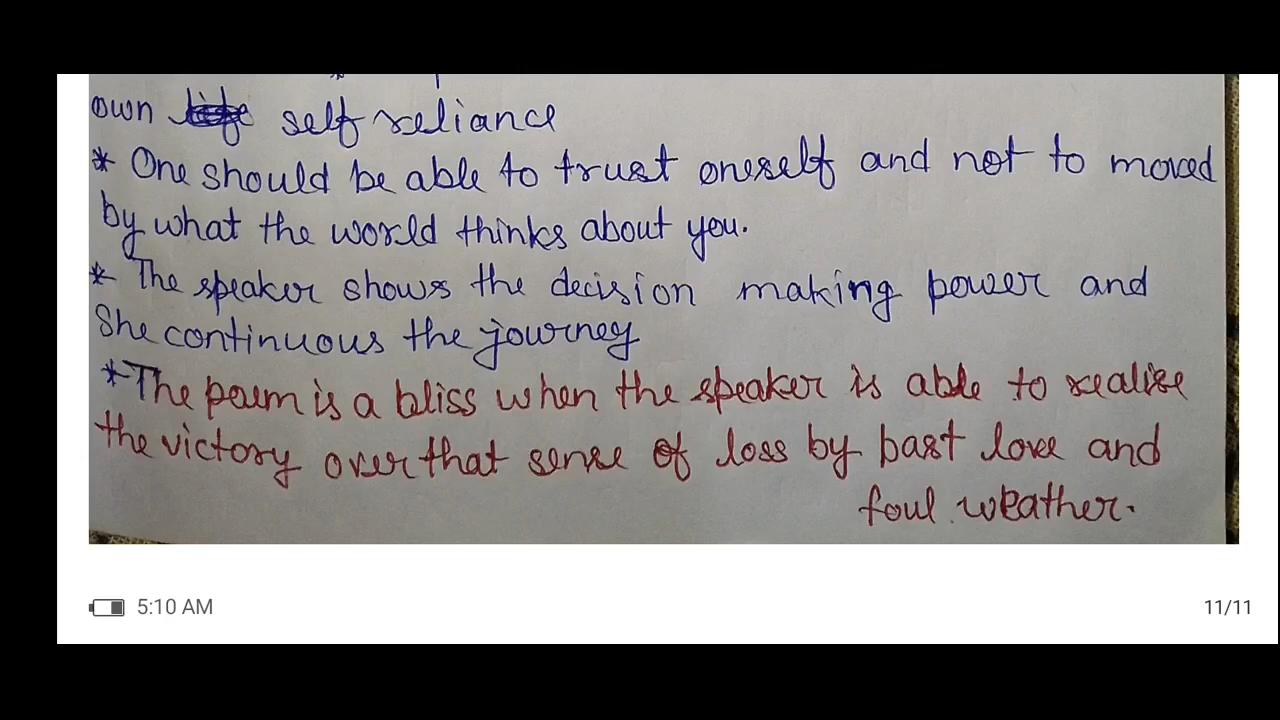 own self reliance
* One should be able to trust oneself and not to moved
by what the world thinks about you.
* The speaker shows the decision making power and
She continuous the journey
* The poem is a bliss when the speaker is able to realise
the victory over that sense of loss by past love and
foul weather.
5:10 AM
11/11